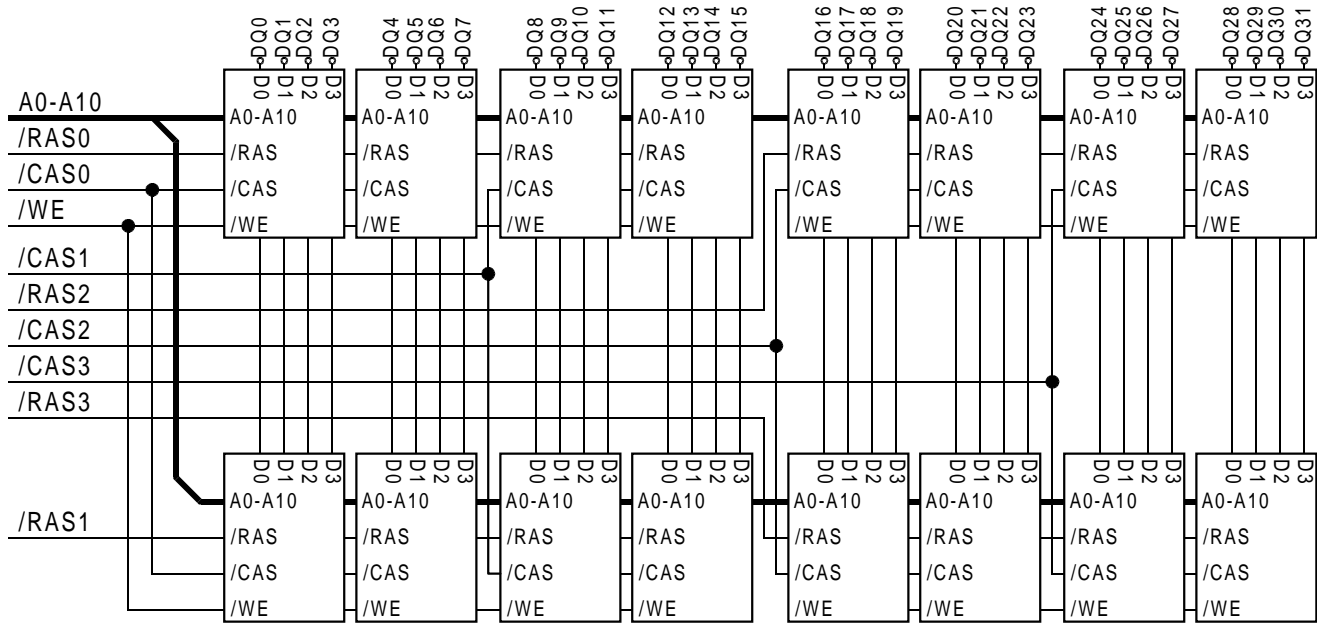 DQ0 DQ1 DQ2 DQ3 DQ4 DQ5 DQ6 DQ7 DQ8 DQ9 DQ10 DQ11 DQ12 DQ13 DQ14 DQ15 DQ16 DQ17 DQ18 DQ19 DQ20 DQ21 DQ22 DQ23 DQ24 DQ25 DQ26 DQ27 DQ28 DQ29 DQ30 DQ31
D0 D1 D2 D3 D0 D1 D2 D3 D0 D1 D2 D3 D0 D1 D2 D3 D0 D1 D2 D3 D0 D1 D2 D3 D0 D1 D2 D3 D0 D1 D2 D3
A0-A10 A0-A10 A0-A10 A0-A10 A0-A10 A0-A10 A0-A10 A0-A10 A0-A10
/RAS0 /RAS /RAS /RAS /RAS /RAS /RAS /RAS /RAS
/CAS0 /CAS /CAS /CAS /CAS /CAS /CAS /CAS /CAS
/WE /WE /WE /WE /WE /WE /WE /WE /WE
/CAS1
/RAS2
/CAS2
/CAS3
/RAS3
D0 D1 D2 D3 D0 D1 D2 D3 D0 D1 D2 D3 D0 D1 D2 D3 D0 D1 D2 D3 D0 D1 D2 D3 D0 D1 D2 D3 D0 D1 D2 D3
A0-A10 A0-A10 A0-A10 A0-A10 A0-A10 A0-A10 A0-A10 A0-A10
/RAS1 /RAS /RAS /RAS /RAS /RAS /RAS /RAS /RAS
/CAS /CAS /CAS /CAS /CAS /CAS /CAS /CAS
/WE /WE /WE /WE /WE /WE /WE /WE